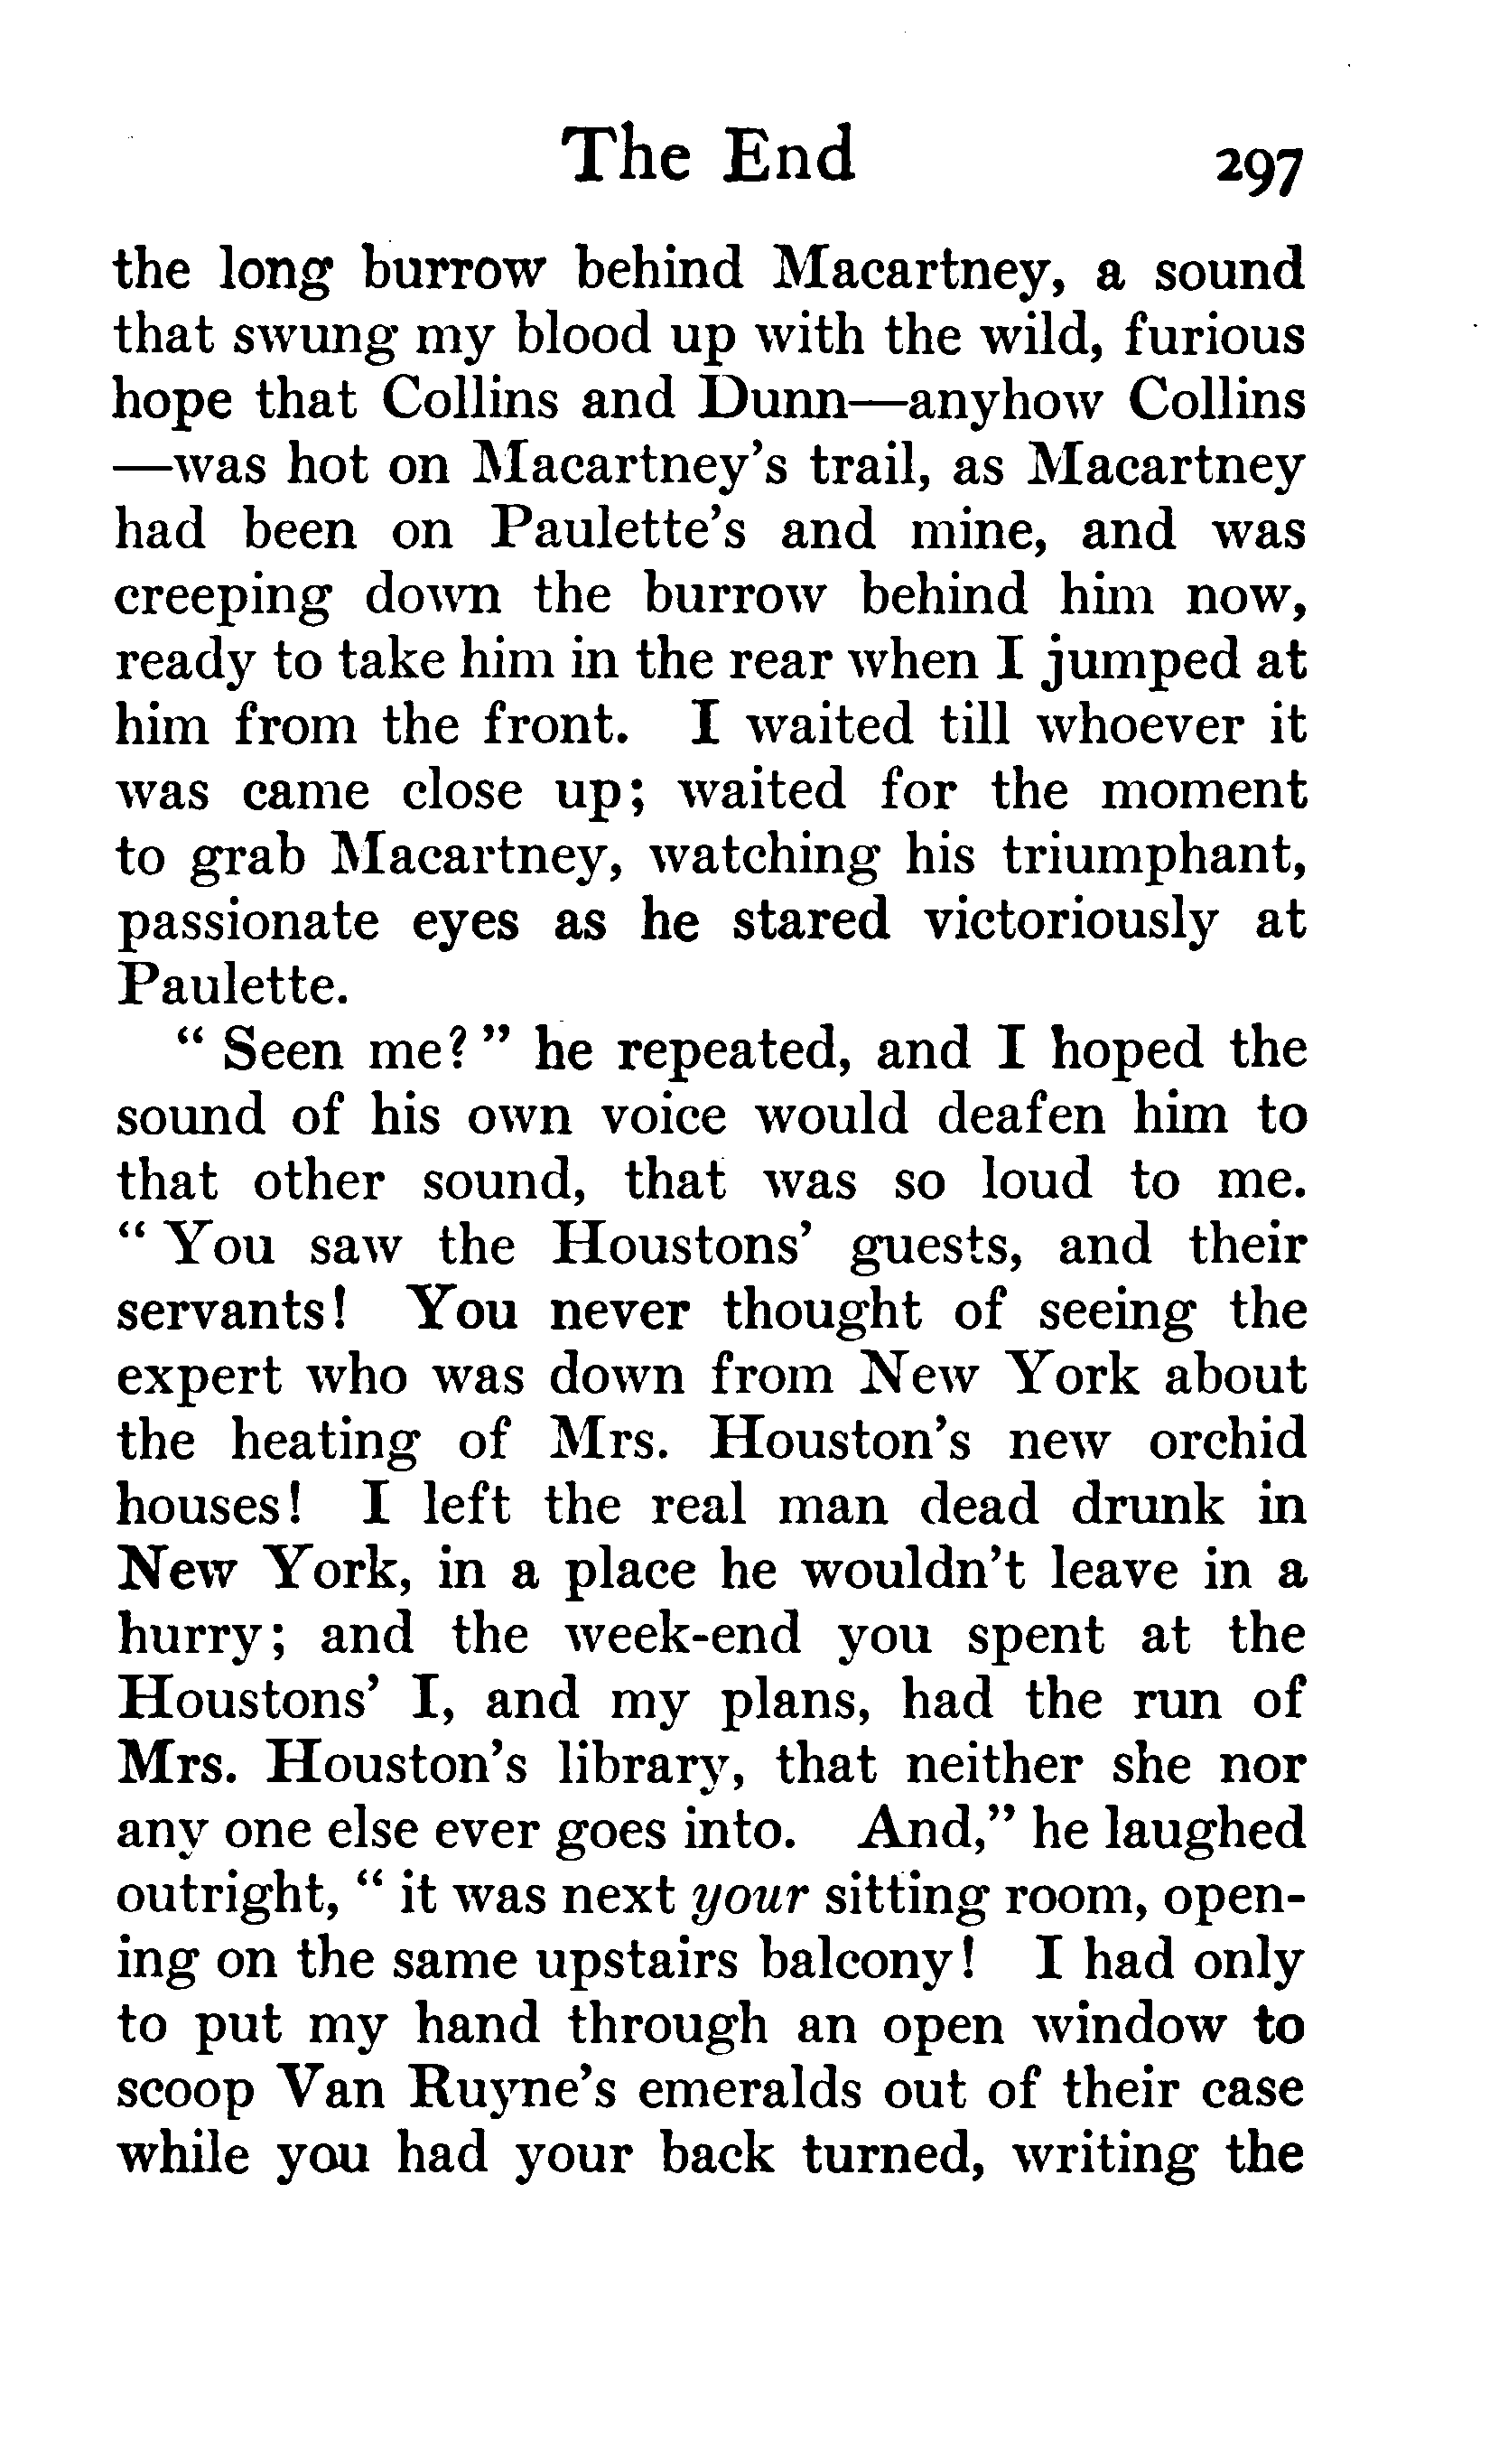 The End 297
the long burrow behind Macartney, a sound
that swung my blood up with the wild, furious
hope that Collins and Dunn—anyhow Collins
—was hot on Macartney's trail, as Macartney
had been on Paulette's and mine, and was
creeping down the burrow behind him now,
ready to take him in the rear when I jumped at
him from the front. I waited till whoever it
was came close up; waited for the moment
to grab Macartney, watching his triumphant,
passionate eyes as he stared victoriously at
Paulette.
" Seen me? " he repeated, and I hoped the
sound of his own voice would deafen him to
that other sound, that was so loud to me.
" You saw the Houstons' guests, and their
servants! You never thought of seeing the
expert who was down from New York about
the heating of Mrs. Houston's new orchid
houses! I left the real man dead drunk in
New York, in a place he wouldn't leave in a
hurry; and the week-end you spent at the
Houstons' I, and my plans, had the run of
Mrs. Houston's library, that neither she nor
any one else ever goes into. And," he laughed
outright, " it was next your sitting room, open-
ing on the same upstairs balcony! I had only
to put my hand through an open window to
scoop Van Ruyne's emeralds out of their case
while you had your back turned, writing the